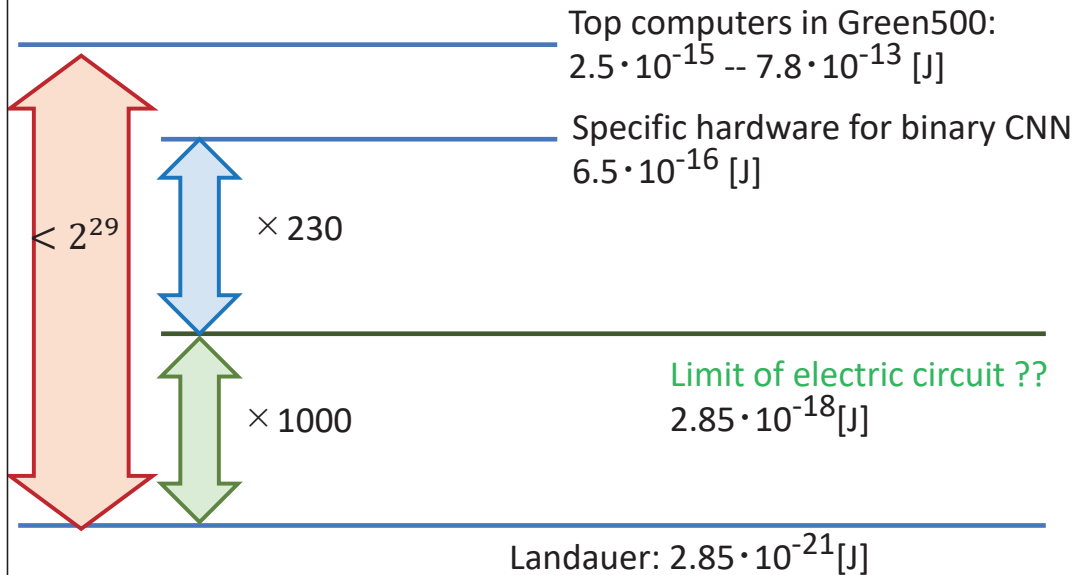 Top computers in Green500:
2.5・10^-15 -- 7.8・10^-13 [J]
Specific hardware for binary CNN
6.5・10^-16 [J]
< 2^29
× 230
Limit of electric circuit ??
2.85・10^-18[J]
× 1000
Landauer: 2.85・10^-21[J]